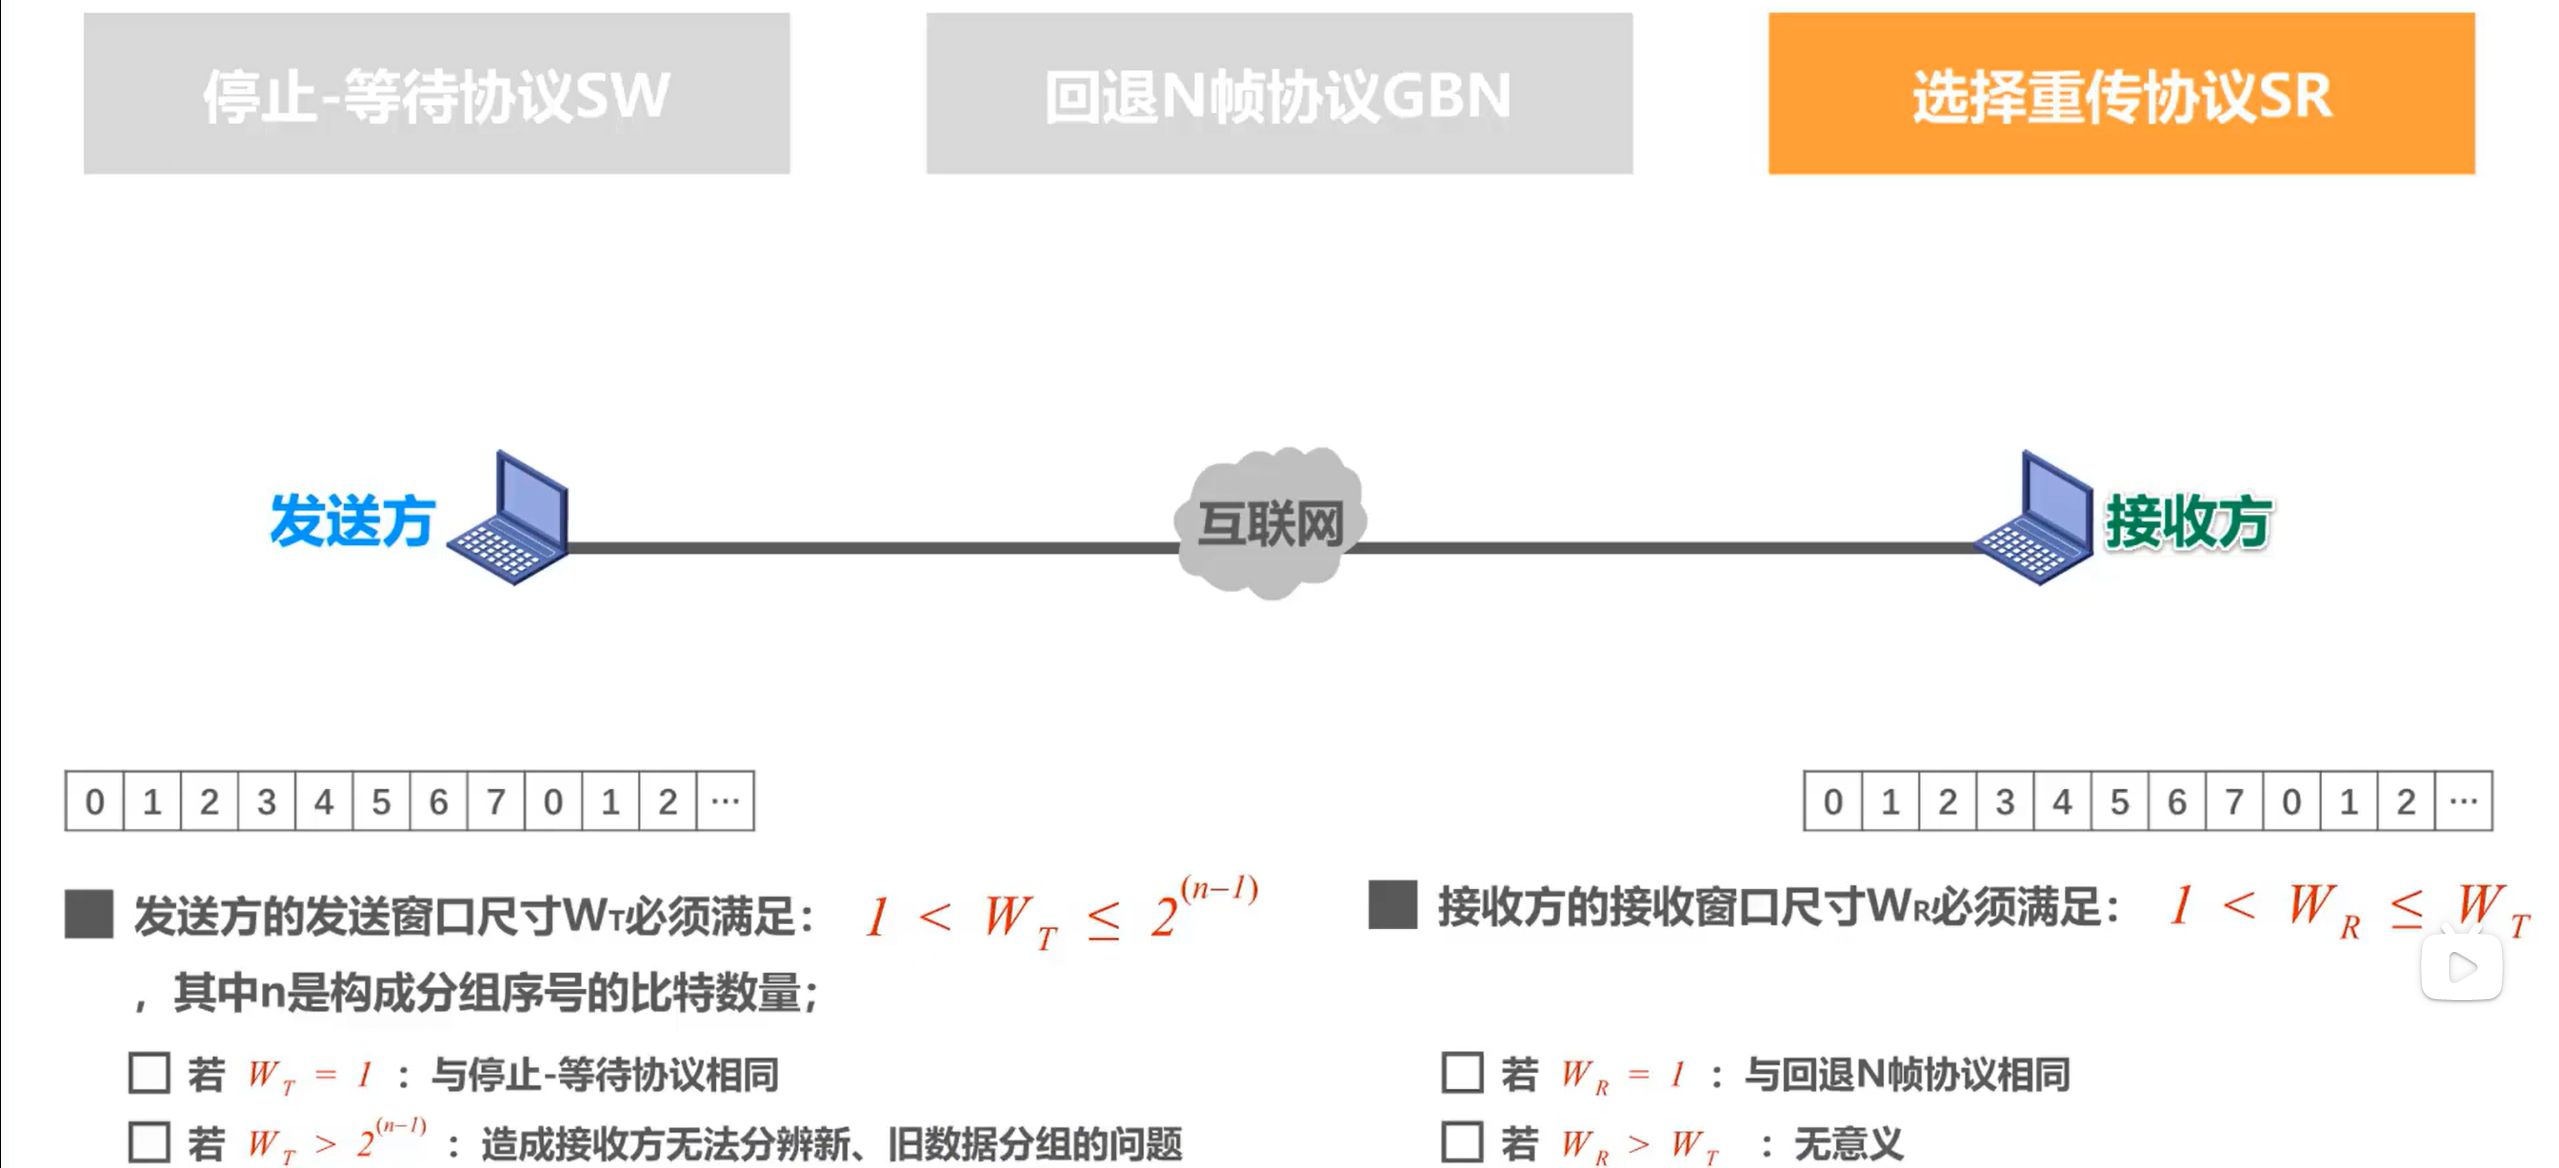 停止-等待协议SW
回退N帧协议GBN
选择重传协议SR
发送方
互联网
接收方
0 1 2 3 4 5 6 7 0 1 2 ···
0 1 2 3 4 5 6 7 0 1 2 ···
发送方的发送窗口尺寸WT必须满足： 1 < W_T ≤ 2^(n-1)
，其中n是构成分组序号的比特数量；
若 W_T = 1 ：与停止-等待协议相同
若 W_T > 2^(n-1) ：造成接收方无法分辨新、旧数据分组的问题
接收方的接收窗口尺寸WR必须满足： 1 < W_R ≤ W_T
若 W_R = 1 ：与回退N帧协议相同
若 W_R > W_T ：无意义